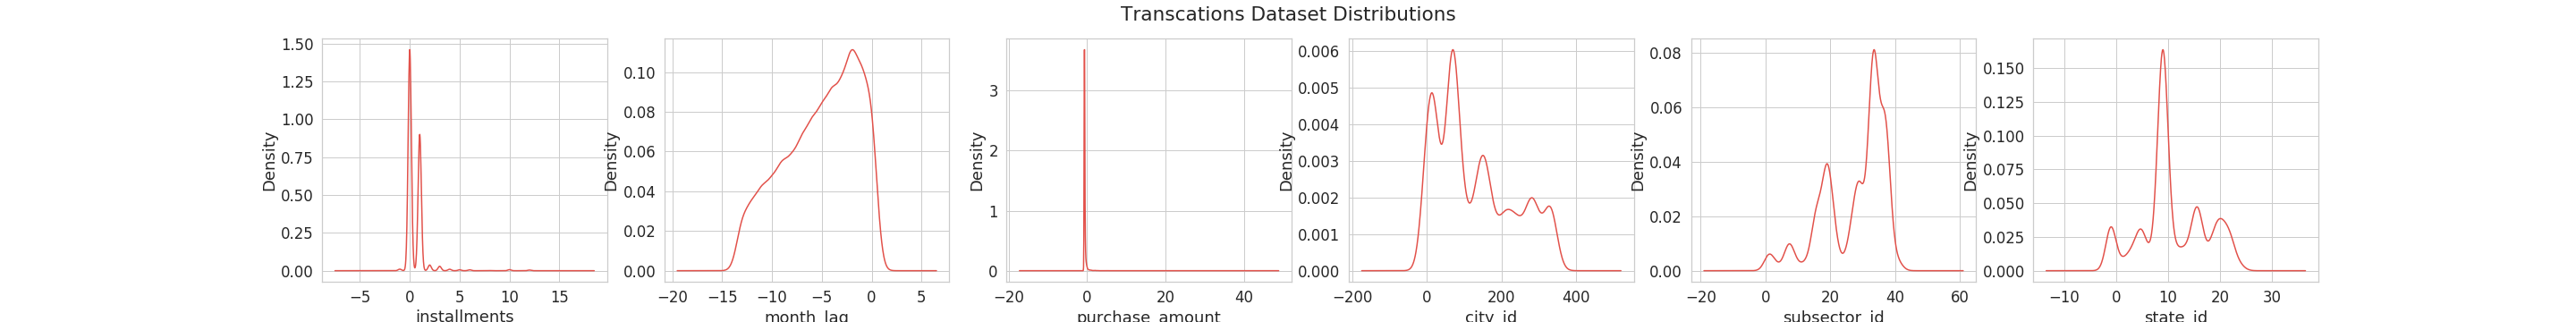 Transcations Dataset Distributions
1.50
1.25
1.00
0.75
0.50
0.25
0.00
Density
−5 0 5 10 15
installments
0.10
0.08
0.06
0.04
0.02
0.00
Density
−20 −15 −10 −5 0 5
month_lag
3
2
1
0
Density
−20 0 20 40
purchase_amount
0.006
0.005
0.004
0.003
0.002
0.001
0.000
Density
−200 0 200 400
city_id
0.08
0.06
0.04
0.02
0.00
Density
−20 0 20 40 60
subsector_id
0.150
0.125
0.100
0.075
0.050
0.025
0.000
Density
−10 0 10 20 30
state_id